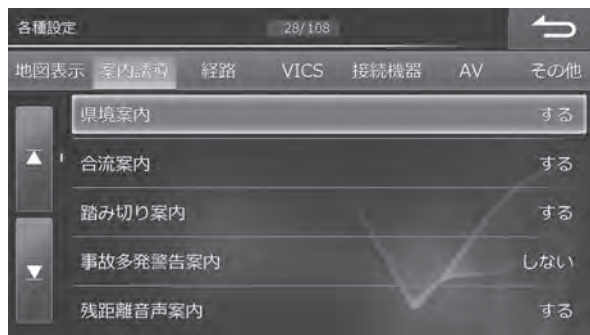 各種設定 28/108
地図表示 案内誘導 経路 VICS 接続機器 AV その他
県境案内 する
合流案内 する
踏み切り案内 する
事故多発警告案内 しない
残距離音声案内 する